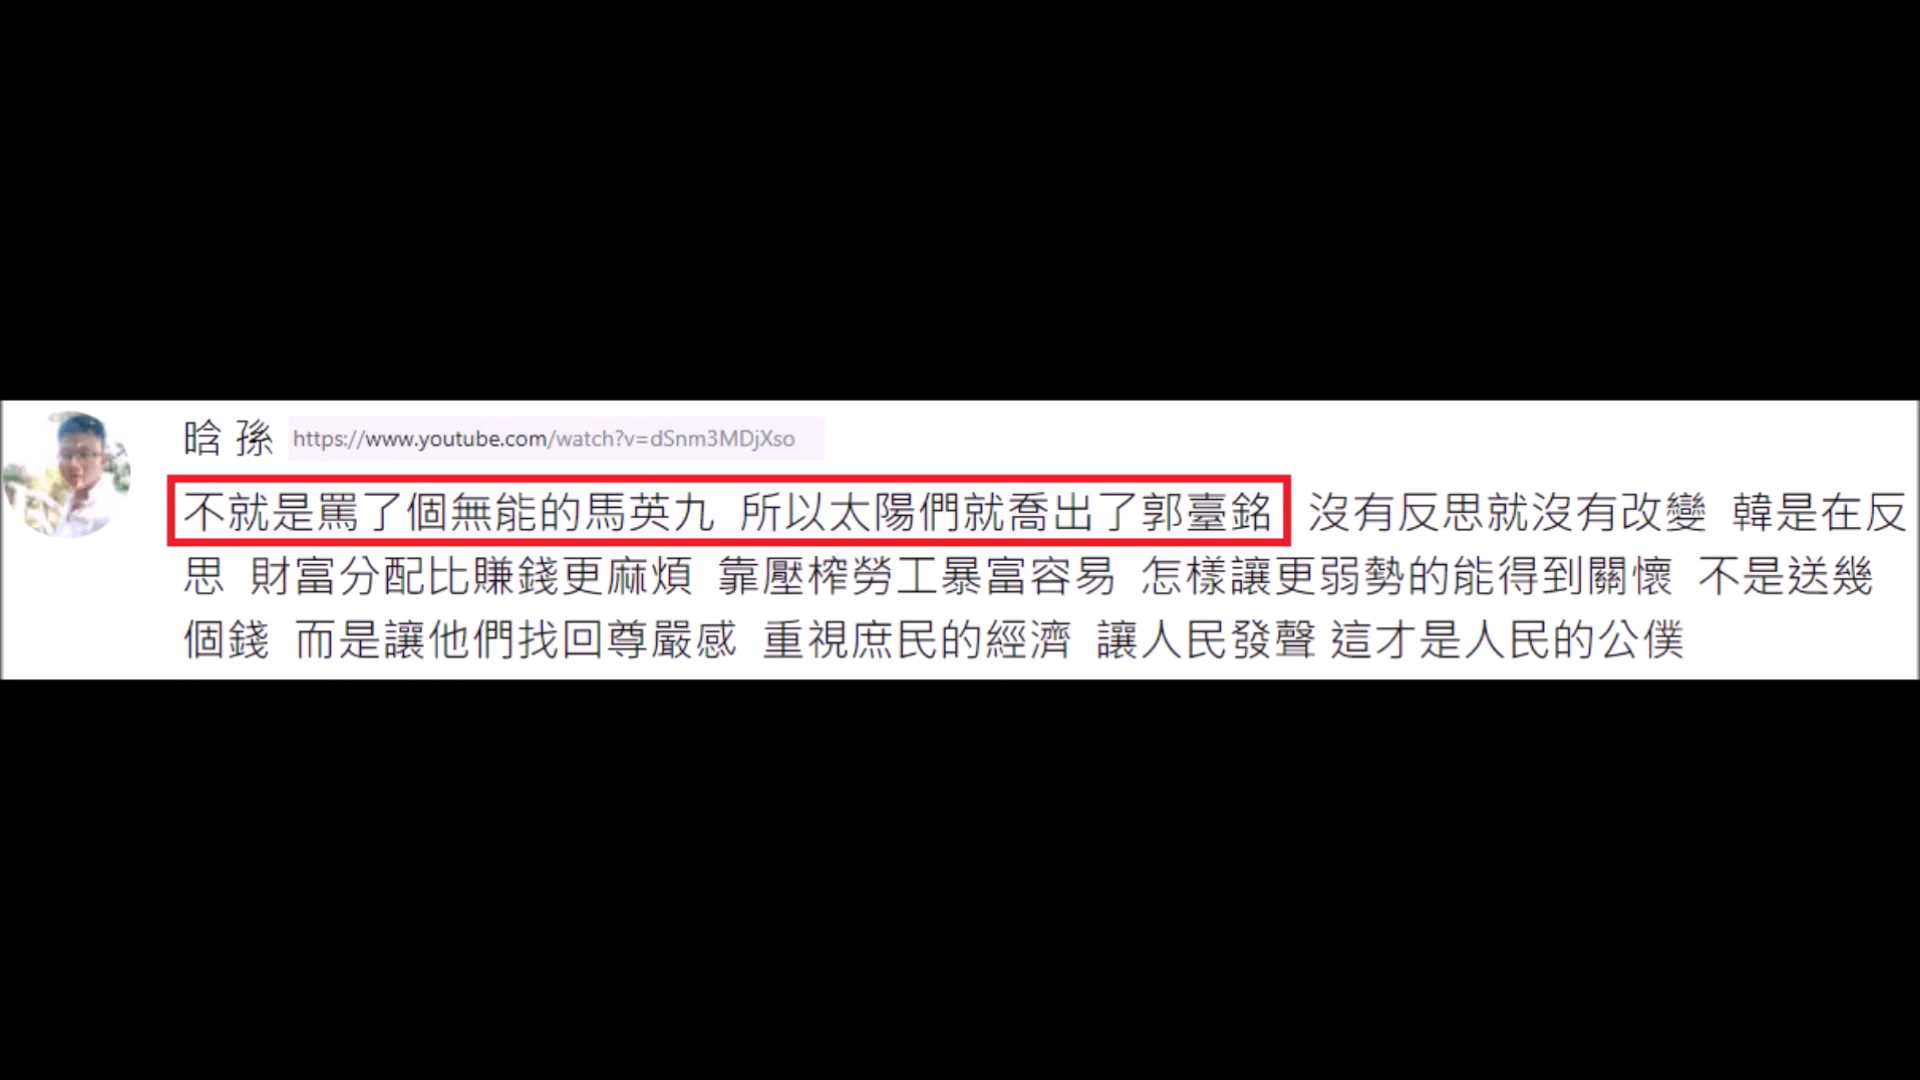 晗 孫 https://www.youtube.com/watch?v=dSnm3MDjXso
不就是罵了個無能的馬英九 所以太陽們就喬出了郭臺銘 沒有反思就沒有改變 韓是在反
思 財富分配比賺錢更麻煩 靠壓榨勞工暴富容易 怎樣讓更弱勢的能得到關懷 不是送幾
個錢 而是讓他們找回尊嚴感 重視庶民的經濟 讓人民發聲 這才是人民的公僕